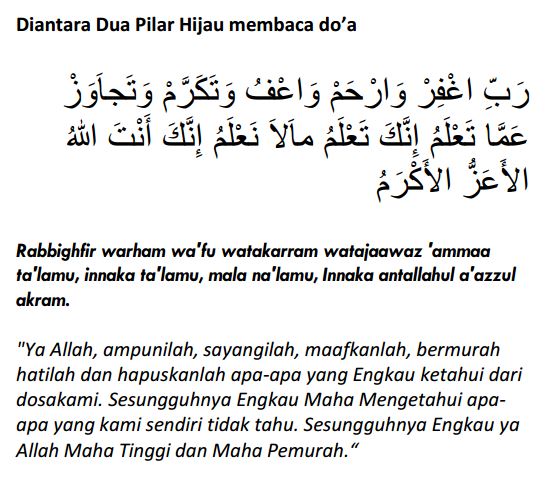 Diantara Dua Pilar Hijau membaca do’a
رَبِّ اغْفِرْ وَارْحَمْ وَاعْفُ وَتَكَرَّمْ وَتَجاَوَزْ
عَمَّا تَعْلَمُ إِنَّكَ تَعْلَمُ ماَلاَ نَعْلَمُ إِنَّكَ أَنْتَ اللهُ
الأَعَزُّ الأَكْرَمُ
Rabbighfir warham wa'fu watakarram watajaawaz 'ammaa
ta'lamu, innaka ta'lamu, mala na'lamu, Innaka antallahul a'azzul
akram.
"Ya Allah, ampunilah, sayangilah, maafkanlah, bermurah
hatilah dan hapuskanlah apa-apa yang Engkau ketahui dari
dosakami. Sesungguhnya Engkau Maha Mengetahui apa-
apa yang kami sendiri tidak tahu. Sesungguhnya Engkau ya
Allah Maha Tinggi dan Maha Pemurah.“